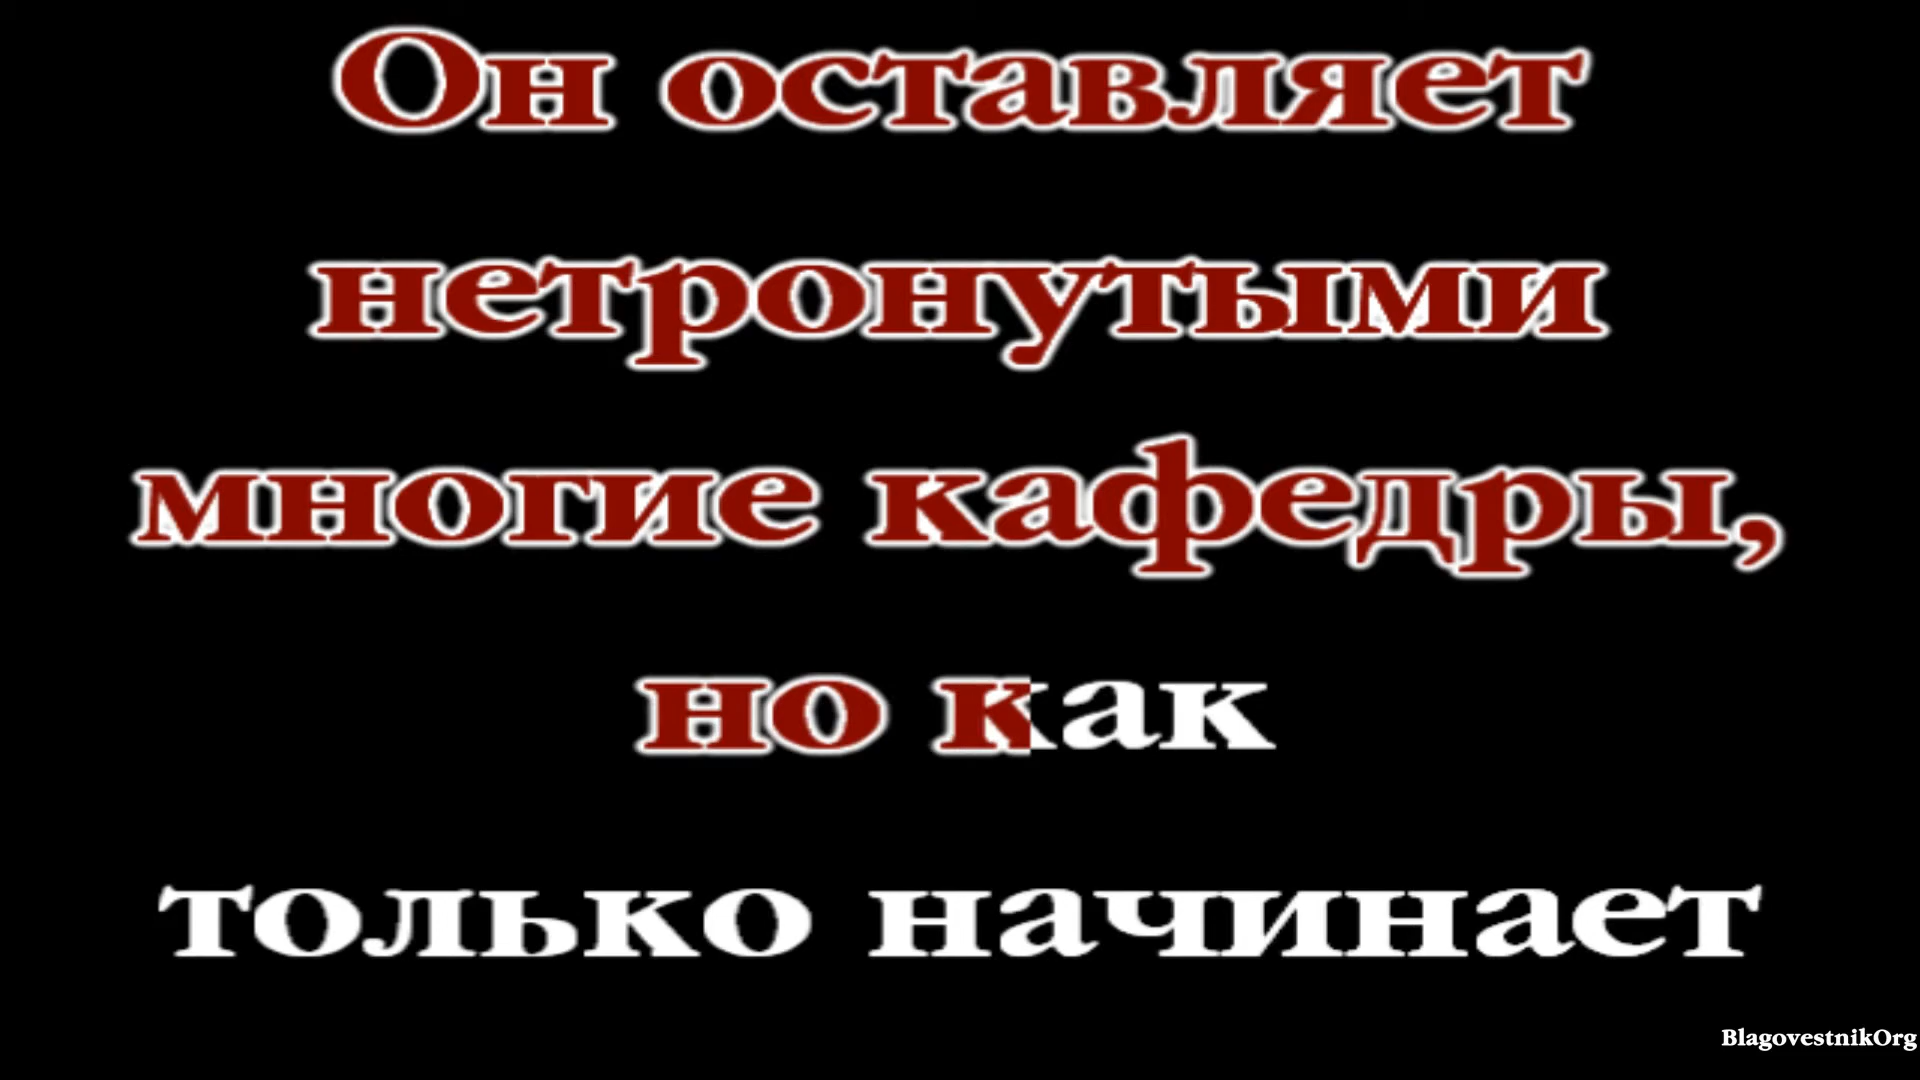 Он оставляет
нетронутыми
многие кафедры,
но как
только начинает
BlagovestnikOrg